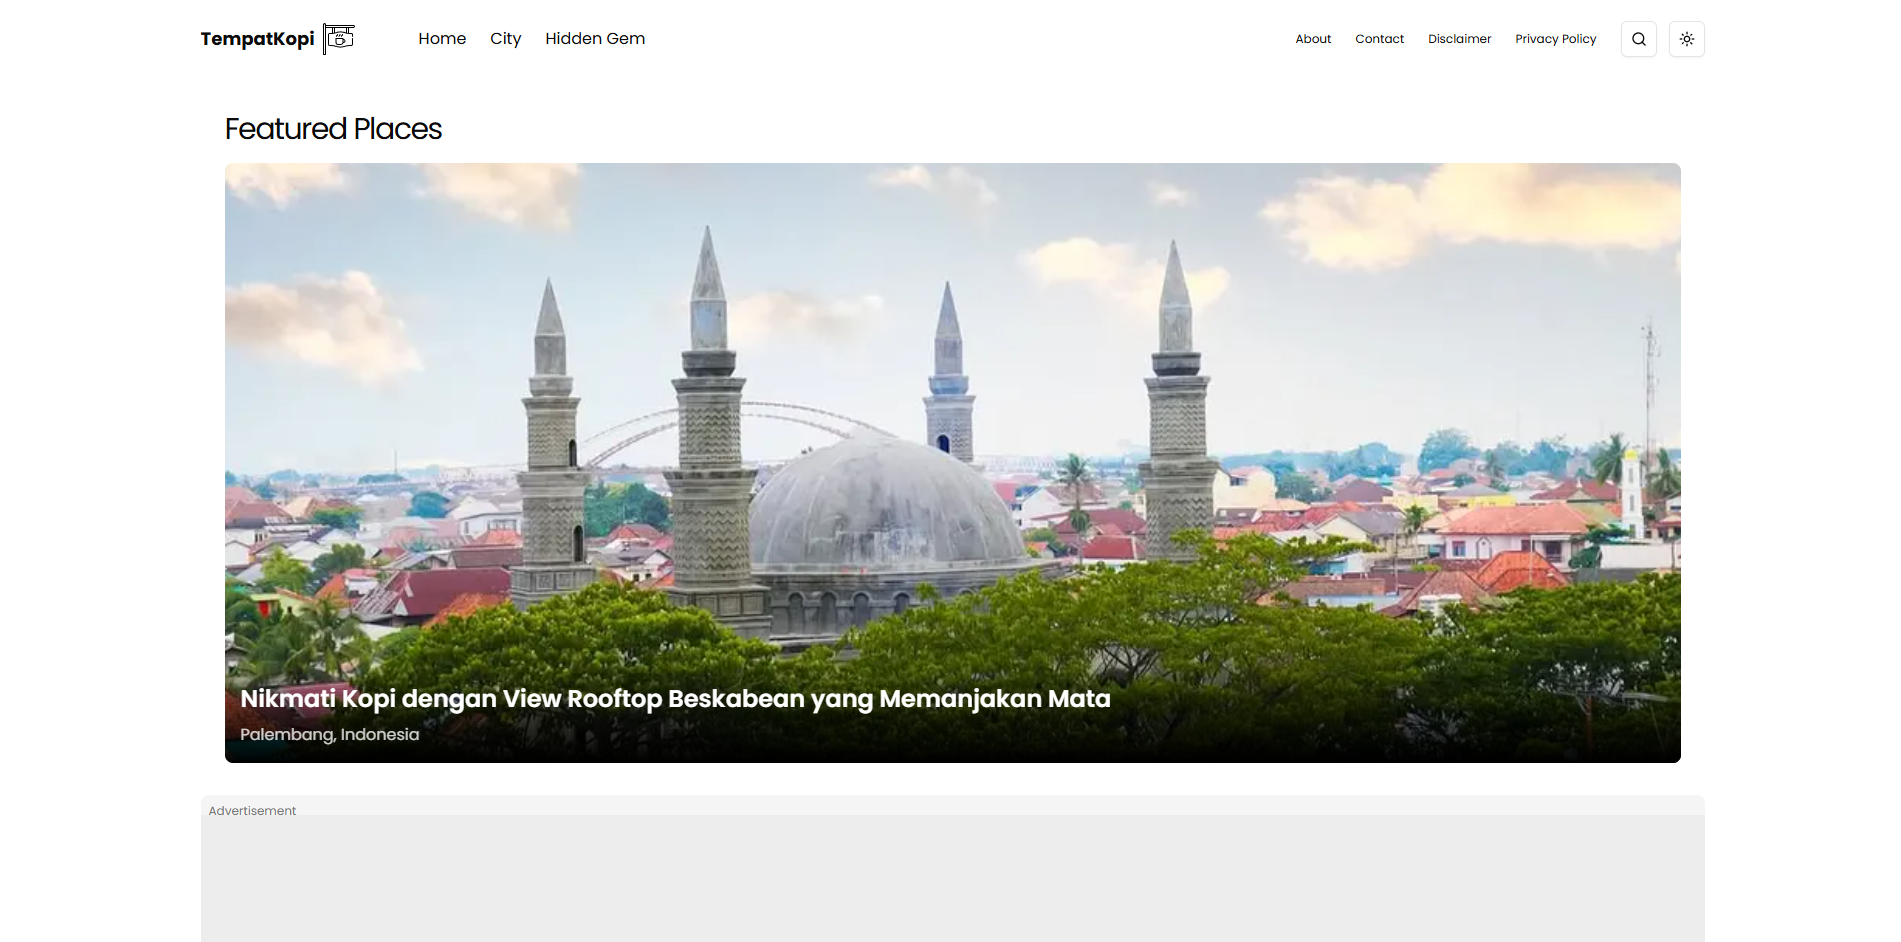 TempatKopi
Home City Hidden Gem
About Contact Disclaimer Privacy Policy
Featured Places
Nikmati Kopi dengan View Rooftop Beskabean yang Memanjakan Mata
Palembang, Indonesia
Advertisement